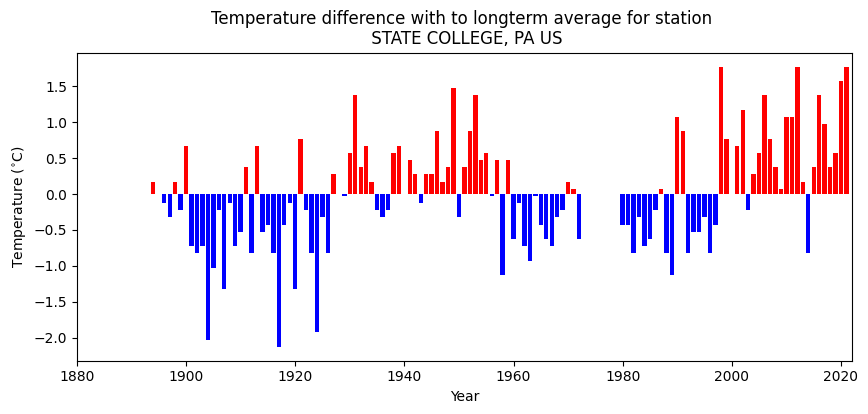 Temperature difference with to longterm average for station
STATE COLLEGE, PA US
Temperature (°C)
1.5
1.0
0.5
0.0
−0.5
−1.0
−1.5
−2.0
1880 1900 1920 1940 1960 1980 2000 2020
Year